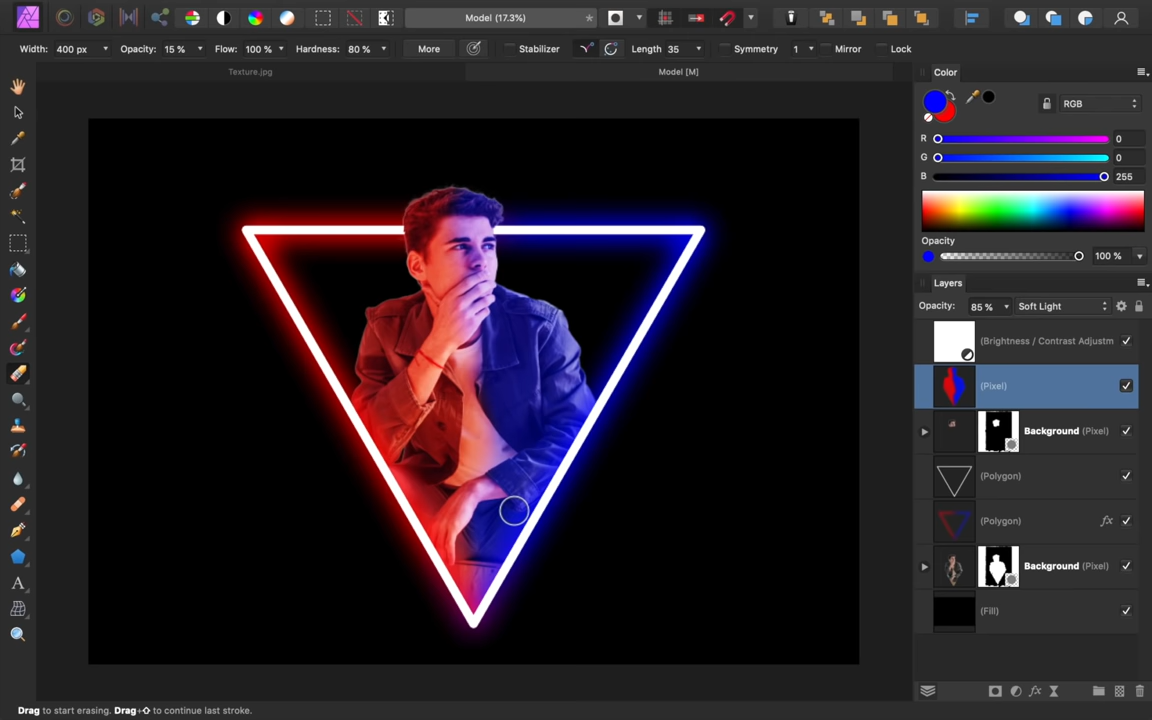 Model (17.3%)
*
Width: 400 px Opacity: 15 % Flow: 100 % Hardness: 80 % More Stabilizer Length 35 Symmetry 1 Mirror Lock
Texture.jpg Model [M]
Color
RGB
R 0
G 0
B 255
Opacity
100 %
Layers
Opacity: 85 % Soft Light
(Brightness / Contrast Adjustm
(Pixel)
Background (Pixel)
(Polygon)
(Polygon) fx
Background (Pixel)
(Fill)
fx
A
Drag to start erasing. Drag+⇧ to continue last stroke.